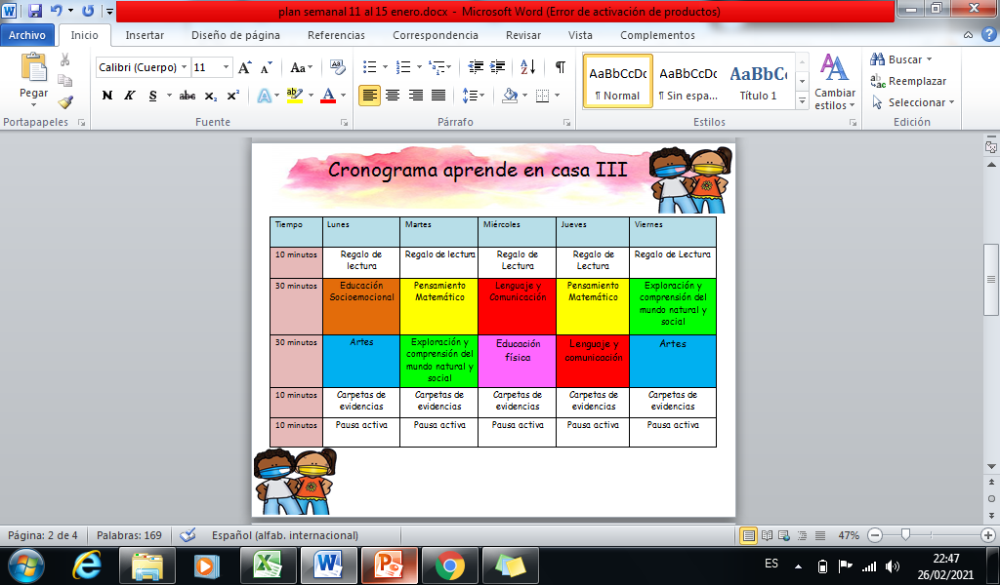 plan semanal 11 al 15 enero.docx - Microsoft Word (Error de activación de productos)
Archivo Inicio Insertar Diseño de página Referencias Correspondencia Revisar Vista Complementos
Pegar
Portapapeles
Calibri (Cuerpo) 11
N K S abc x₂ x²
Fuente
Párrafo
AaBbCcDc AaBbCcDc AaBbCc
¶ Normal ¶ Sin espa... Título 1
Cambiar
estilos
Estilos
Buscar
Reemplazar
Seleccionar
Edición
Cronograma aprende en casa III
Tiempo Lunes Martes Miércoles Jueves Viernes
10 minutos Regalo de lectura Regalo de lectura Regalo de Lectura Regalo de Lectura Regalo de Lectura
30 minutos Educación Socioemocional Pensamiento Matemático Lenguaje y Comunicación Pensamiento Matemático Exploración y comprensión del mundo natural y social
30 minutos Artes Exploración y comprensión del mundo natural y social Educación física Lenguaje y comunicación Artes
10 minutos Carpetas de evidencias Carpetas de evidencias Carpetas de evidencias Carpetas de evidencias Carpetas de evidencias
10 minutos Pausa activa Pausa activa Pausa activa Pausa activa Pausa activa
Página: 2 de 4 Palabras: 169 Español (alfab. internacional) 47%
ES 22:47
26/02/2021